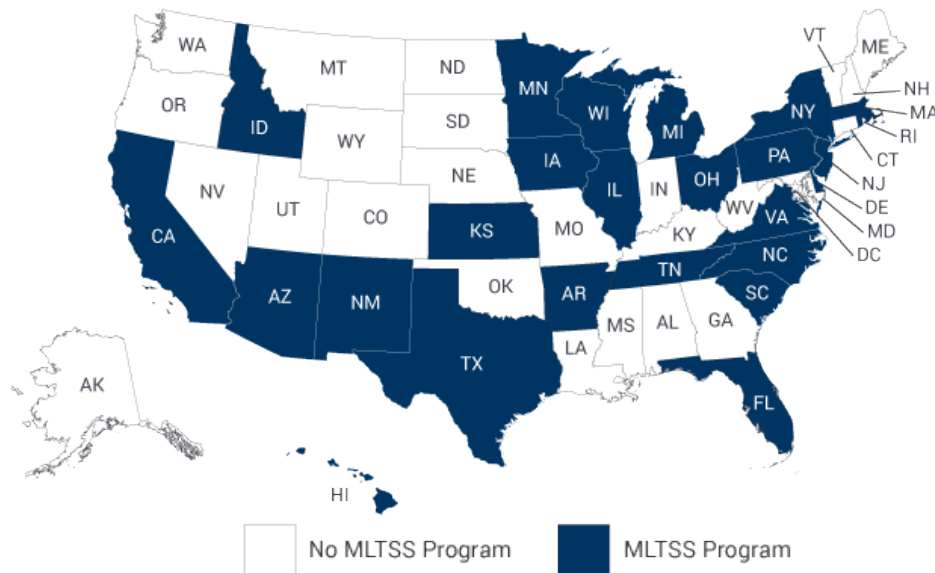 WA
MT
ND
MN
VT
ME
OR
ID
WY
SD
WI
MI
NY
NH
MA
RI
CT
NJ
DE
MD
DC
NV
UT
CO
NE
IA
IL
IN
OH
PA
WV
VA
CA
KS
MO
KY
NC
TN
AZ
NM
OK
AR
SC
MS
AL
GA
LA
TX
FL
AK
HI
No MLTSS Program
MLTSS Program